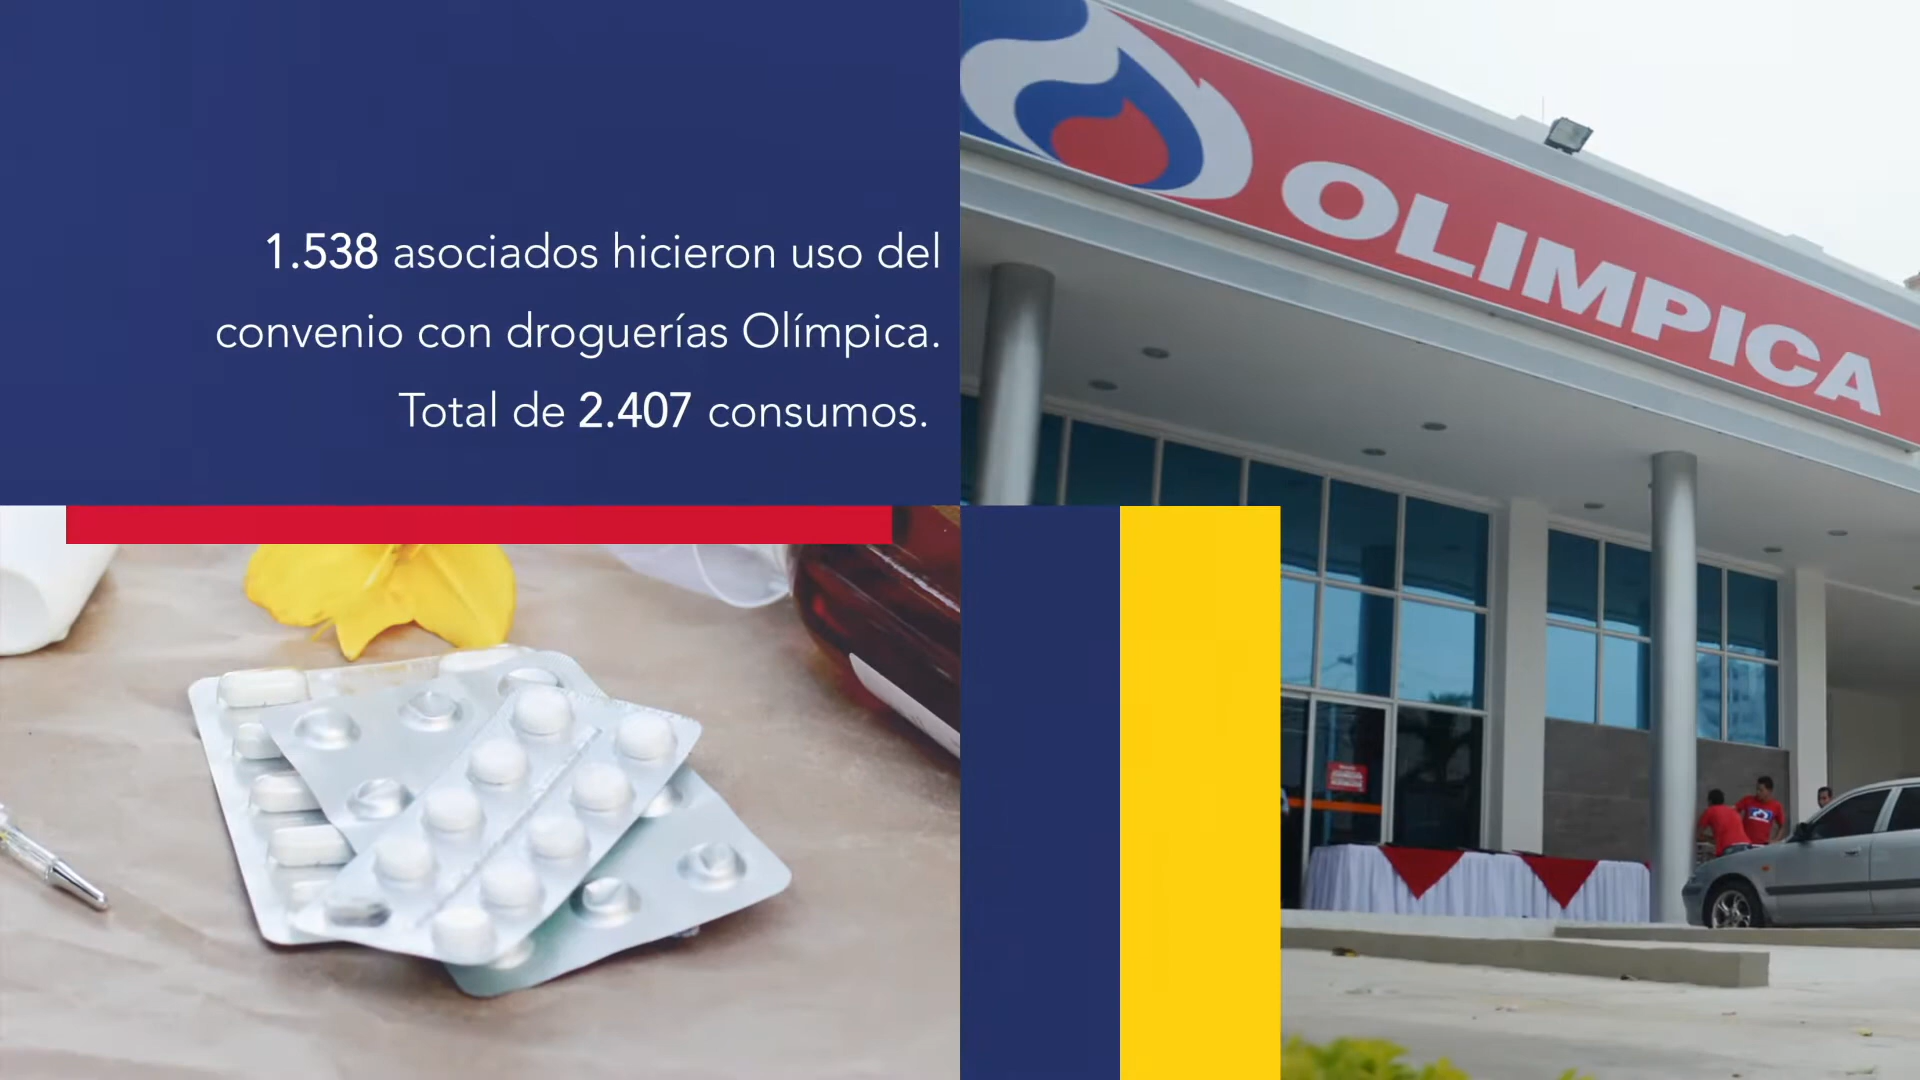 1.538 asociados hicieron uso del
convenio con droguerías Olímpica.
Total de 2.407 consumos.
OLIMPICA